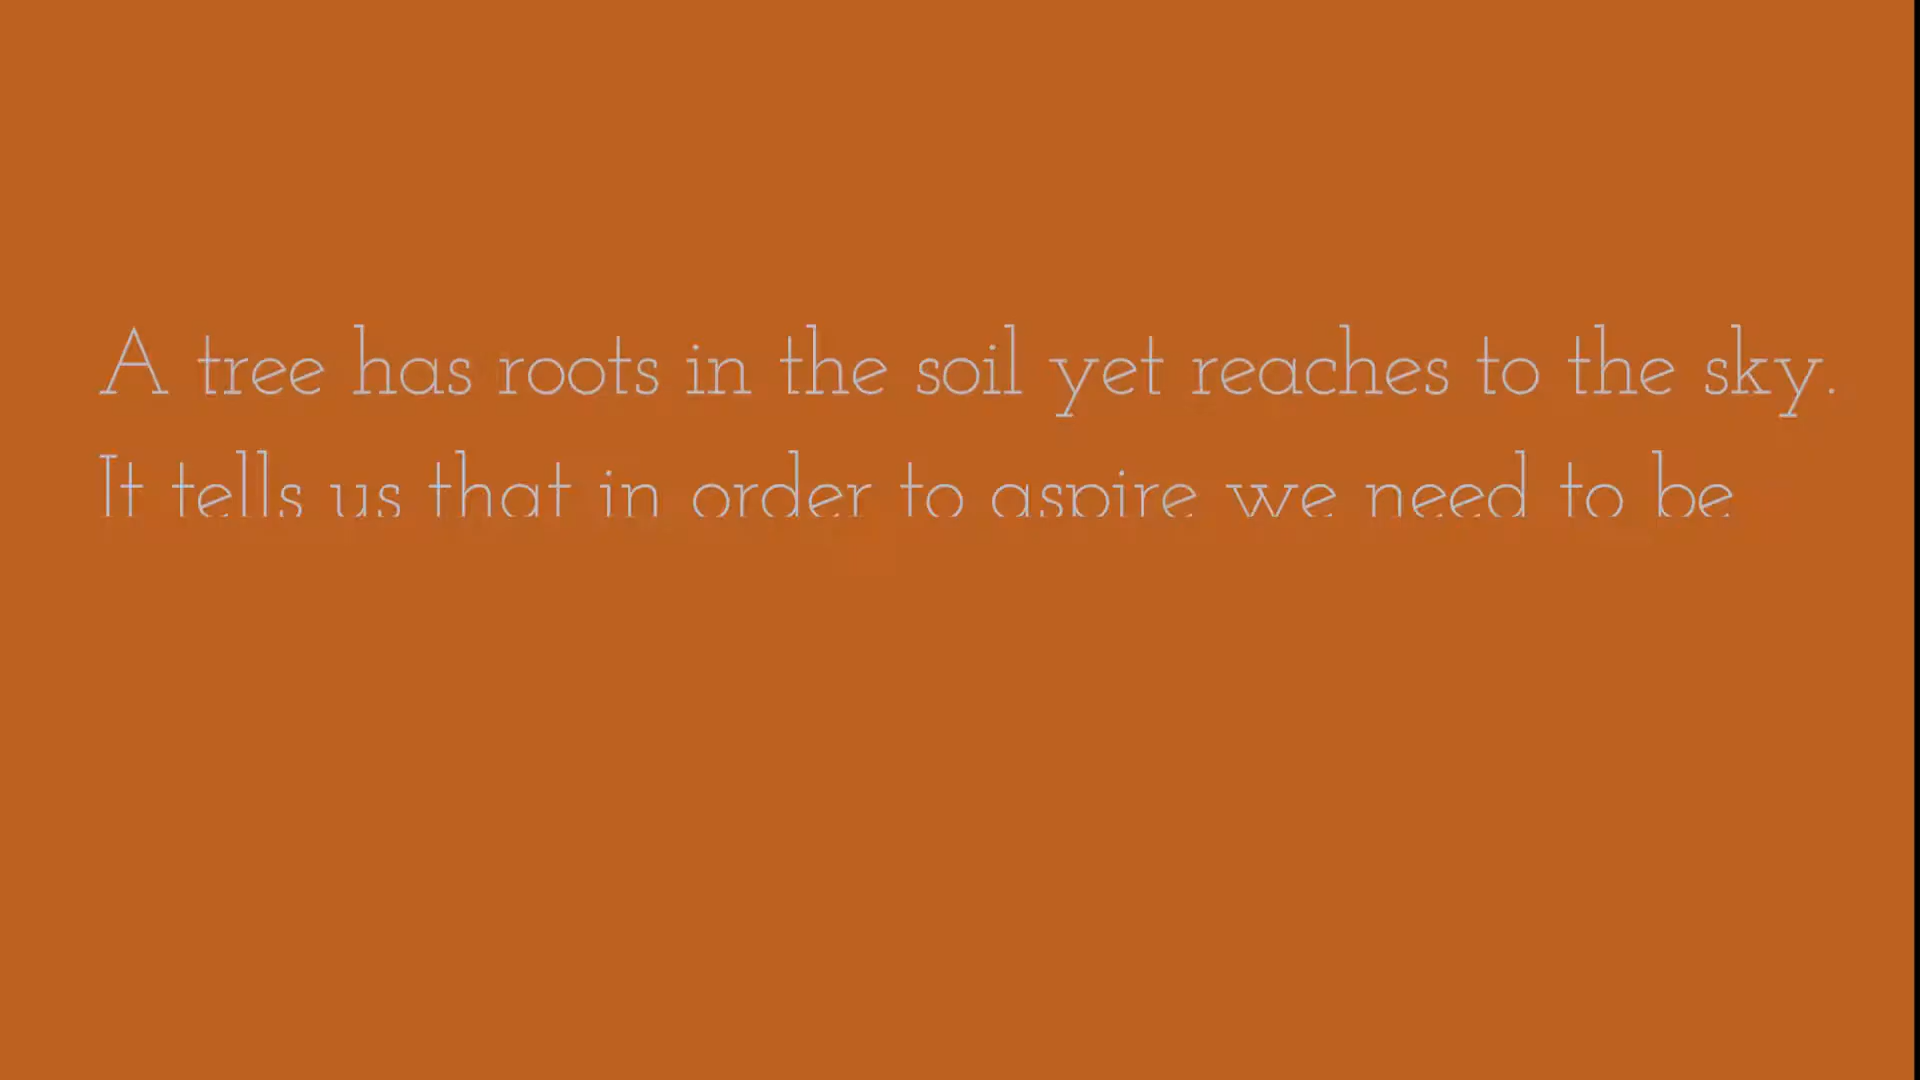 A tree has roots in the soil yet reaches to the sky.
It tells us that in order to aspire we need to be